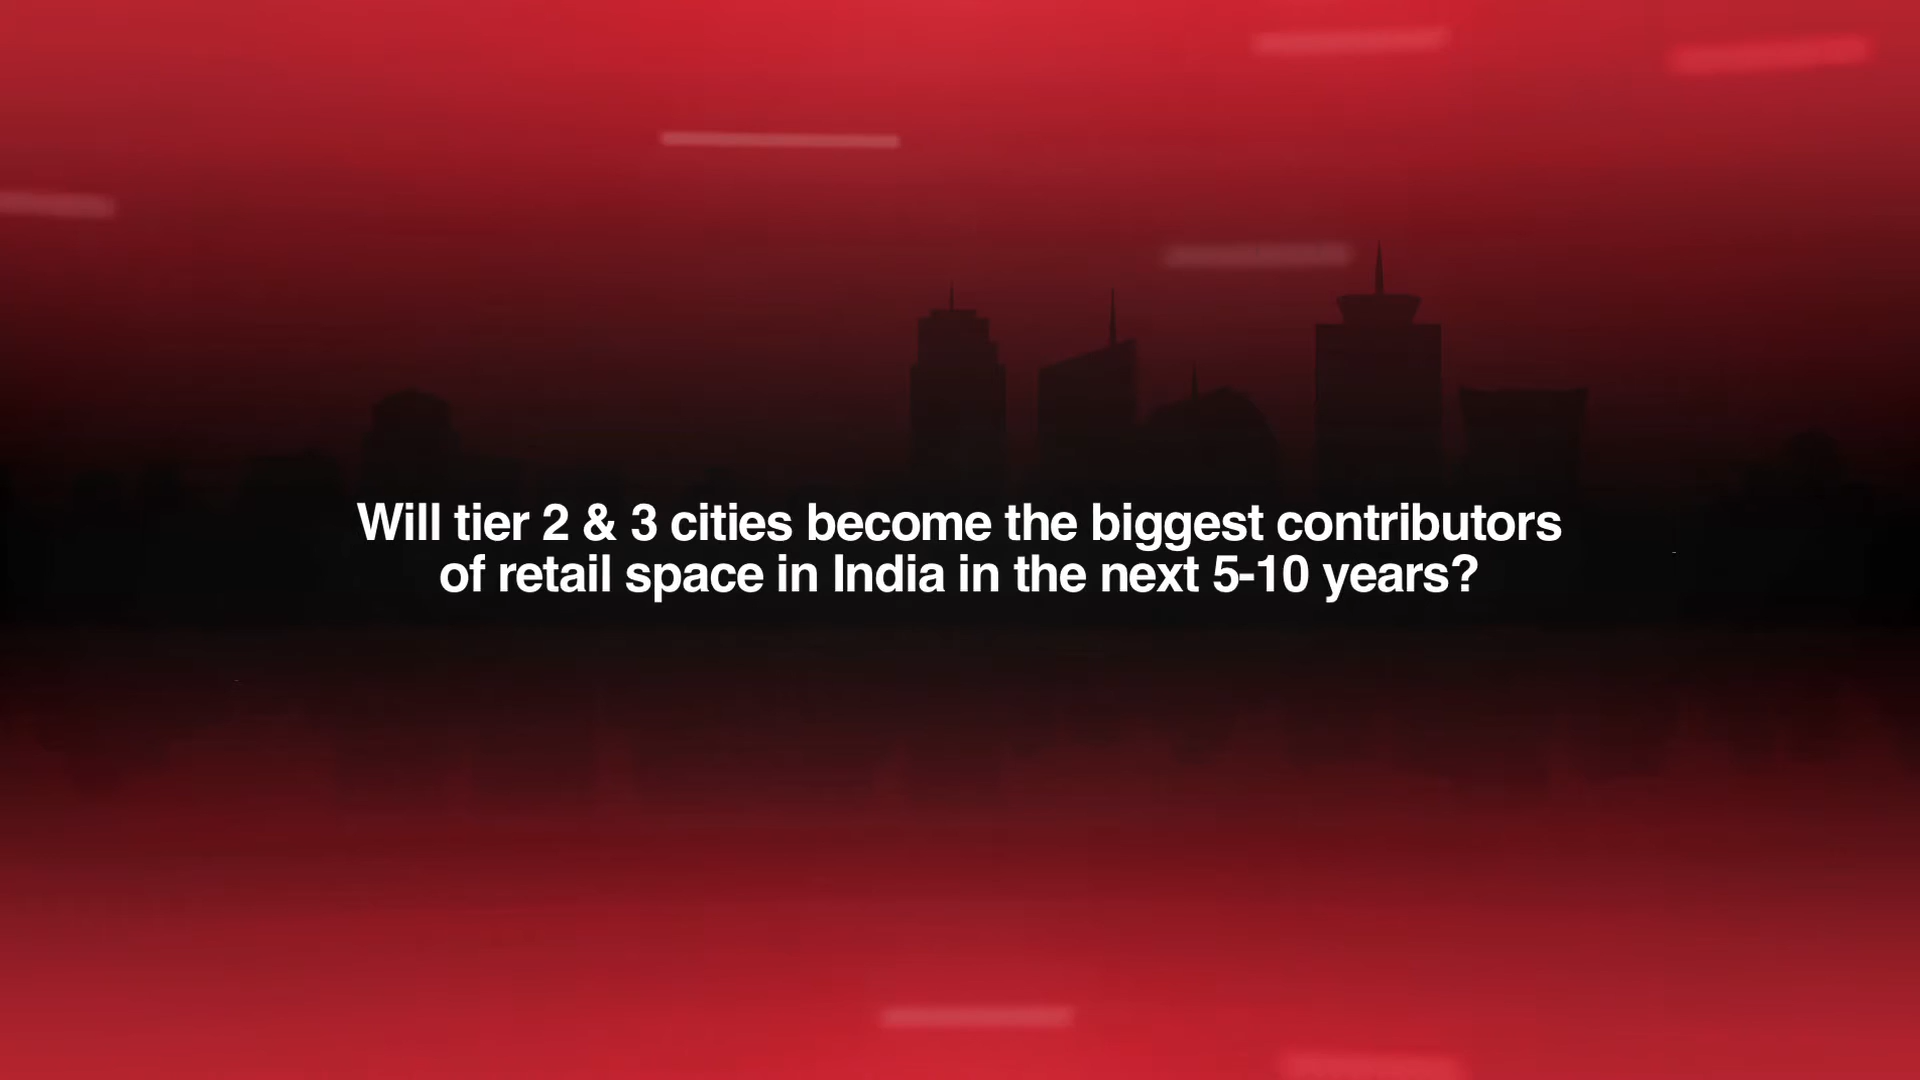 Will tier 2 & 3 cities become the biggest contributors
of retail space in India in the next 5-10 years?